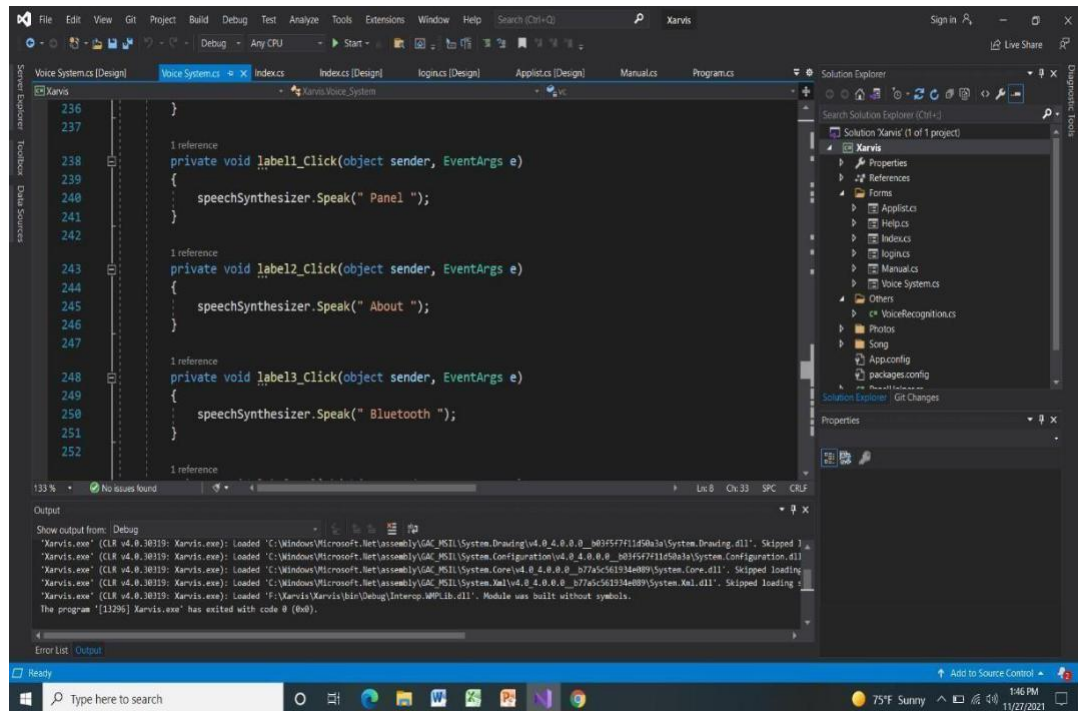 File Edit View Git Project Build Debug Test Analyze Tools Extensions Window Help Search (Ctrl+Q) Xarvis Sign in
Debug Any CPU Start Live Share
Voice System.cs [Design] Voice System.cs Index.cs Index.cs [Design] login.cs [Design] Applist.cs [Design] Manual.cs Program.cs
Xarvis Xarvis.Voice_System vc
236 }
237
1 reference
238 private void label1_Click(object sender, EventArgs e)
239 {
240 speechSynthesizer.Speak(" Panel ");
241 }
242
1 reference
243 private void label2_Click(object sender, EventArgs e)
244 {
245 speechSynthesizer.Speak(" About ");
246 }
247
1 reference
248 private void label3_Click(object sender, EventArgs e)
249 {
250 speechSynthesizer.Speak(" Bluetooth ");
251 }
252
1 reference
133 % No issues found Ln: 8 Ch: 33 SPC CRLF
Output
Show output from: Debug
'Xarvis.exe' (CLR v4.0.30319: Xarvis.exe): Loaded 'C:\Windows\Microsoft.Net\assembly\GAC_MSIL\System.Drawing\v4.0_4.0.0.0__b03f5f7f11d50a3a\System.Drawing.dll'. Skipped
'Xarvis.exe' (CLR v4.0.30319: Xarvis.exe): Loaded 'C:\Windows\Microsoft.Net\assembly\GAC_MSIL\System.Configuration\v4.0_4.0.0.0__b03f5f7f11d50a3a\System.Configuration.dll
'Xarvis.exe' (CLR v4.0.30319: Xarvis.exe): Loaded 'C:\Windows\Microsoft.Net\assembly\GAC_MSIL\System.Core\v4.0_4.0.0.0__b77a5c561934e089\System.Core.dll'. Skipped loading
'Xarvis.exe' (CLR v4.0.30319: Xarvis.exe): Loaded 'C:\Windows\Microsoft.Net\assembly\GAC_MSIL\System.Xml\v4.0_4.0.0.0__b77a5c561934e089\System.Xml.dll'. Skipped loading
'Xarvis.exe' (CLR v4.0.30319: Xarvis.exe): Loaded 'F:\Xarvis\Xarvis\bin\Debug\Interop.WMPLib.dll'. Module was built without symbols.
The program '[13296] Xarvis.exe' has exited with code 0 (0x0).
Error List Output
Server Explorer
Toolbox
Data Sources
Solution Explorer
Search Solution Explorer (Ctrl+;)
Solution 'Xarvis' (1 of 1 project)
Xarvis
Properties
References
Forms
Applist.cs
Help.cs
Index.cs
login.cs
Manual.cs
Voice System.cs
Others
VoiceRecognition.cs
Photos
Song
App.config
packages.config
Solution Explorer Git Changes
Properties
Diagnostic Tools
Ready Add to Source Control
Type here to search 75°F Sunny 1:46 PM
11/27/2021